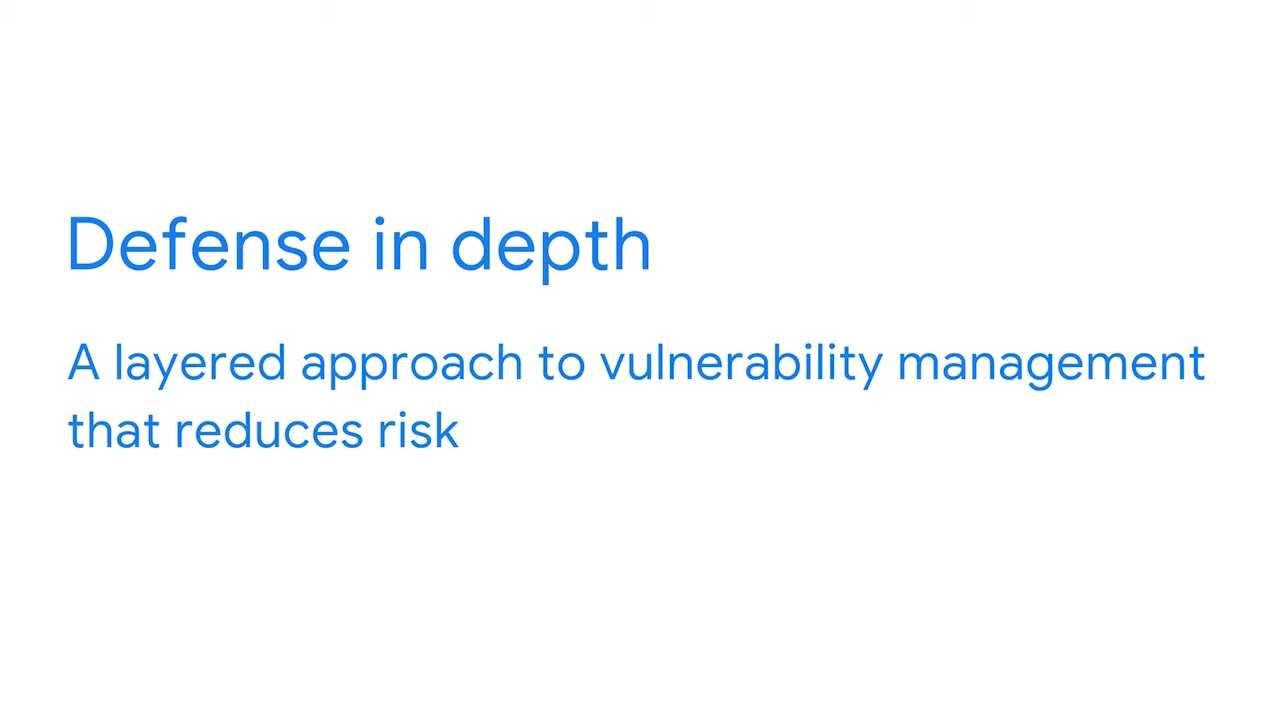 Defense in depth
A layered approach to vulnerability management
that reduces risk